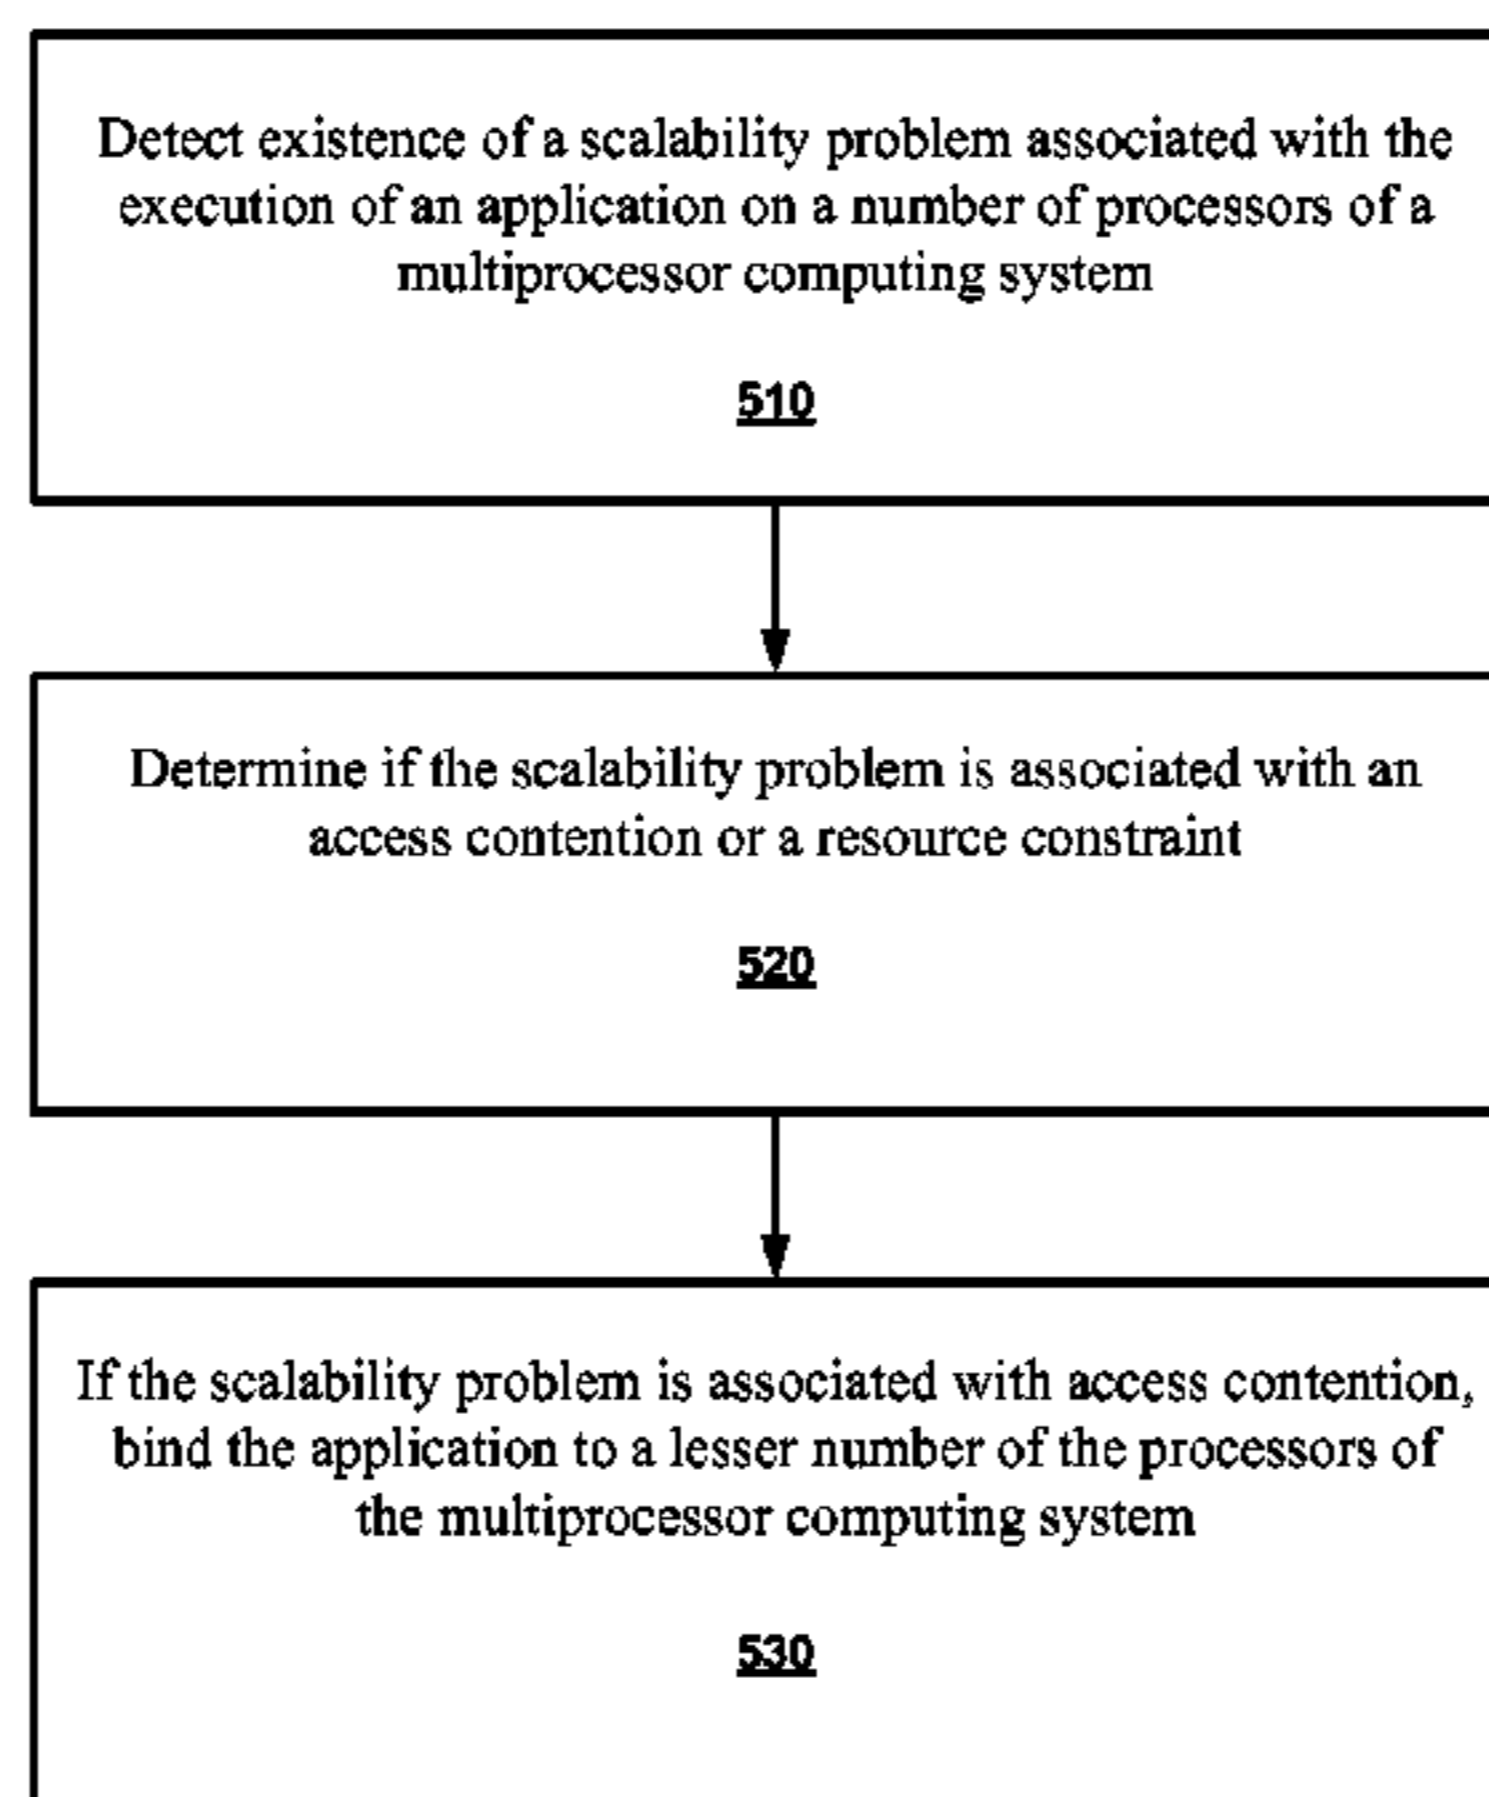 Detect existence of a scalability problem associated with the
execution of an application on a number of processors of a
multiprocessor computing system
510
Determine if the scalability problem is associated with an
access contention or a resource constraint
520
If the scalability problem is associated with access contention,
bind the application to a lesser number of the processors of
the multiprocessor computing system
530